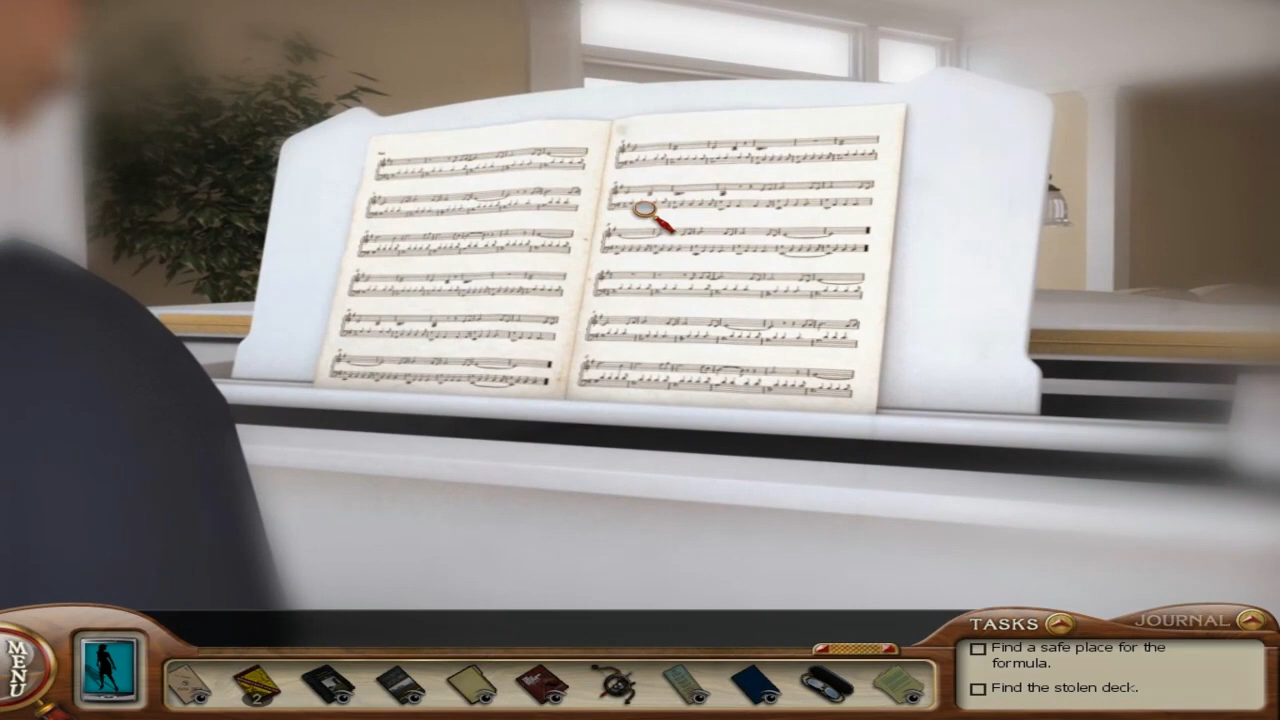 TASKS
JOURNAL
Find a safe place for the
formula.
Find the stolen deck.
MENU
2